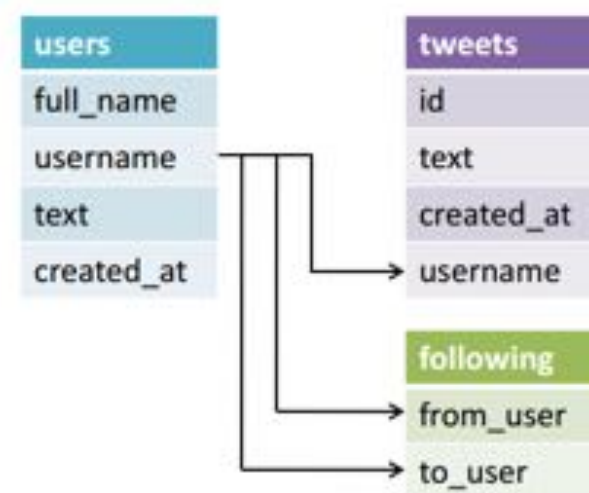 users
full_name
username
text
created_at
tweets
id
text
created_at
username
following
from_user
to_user